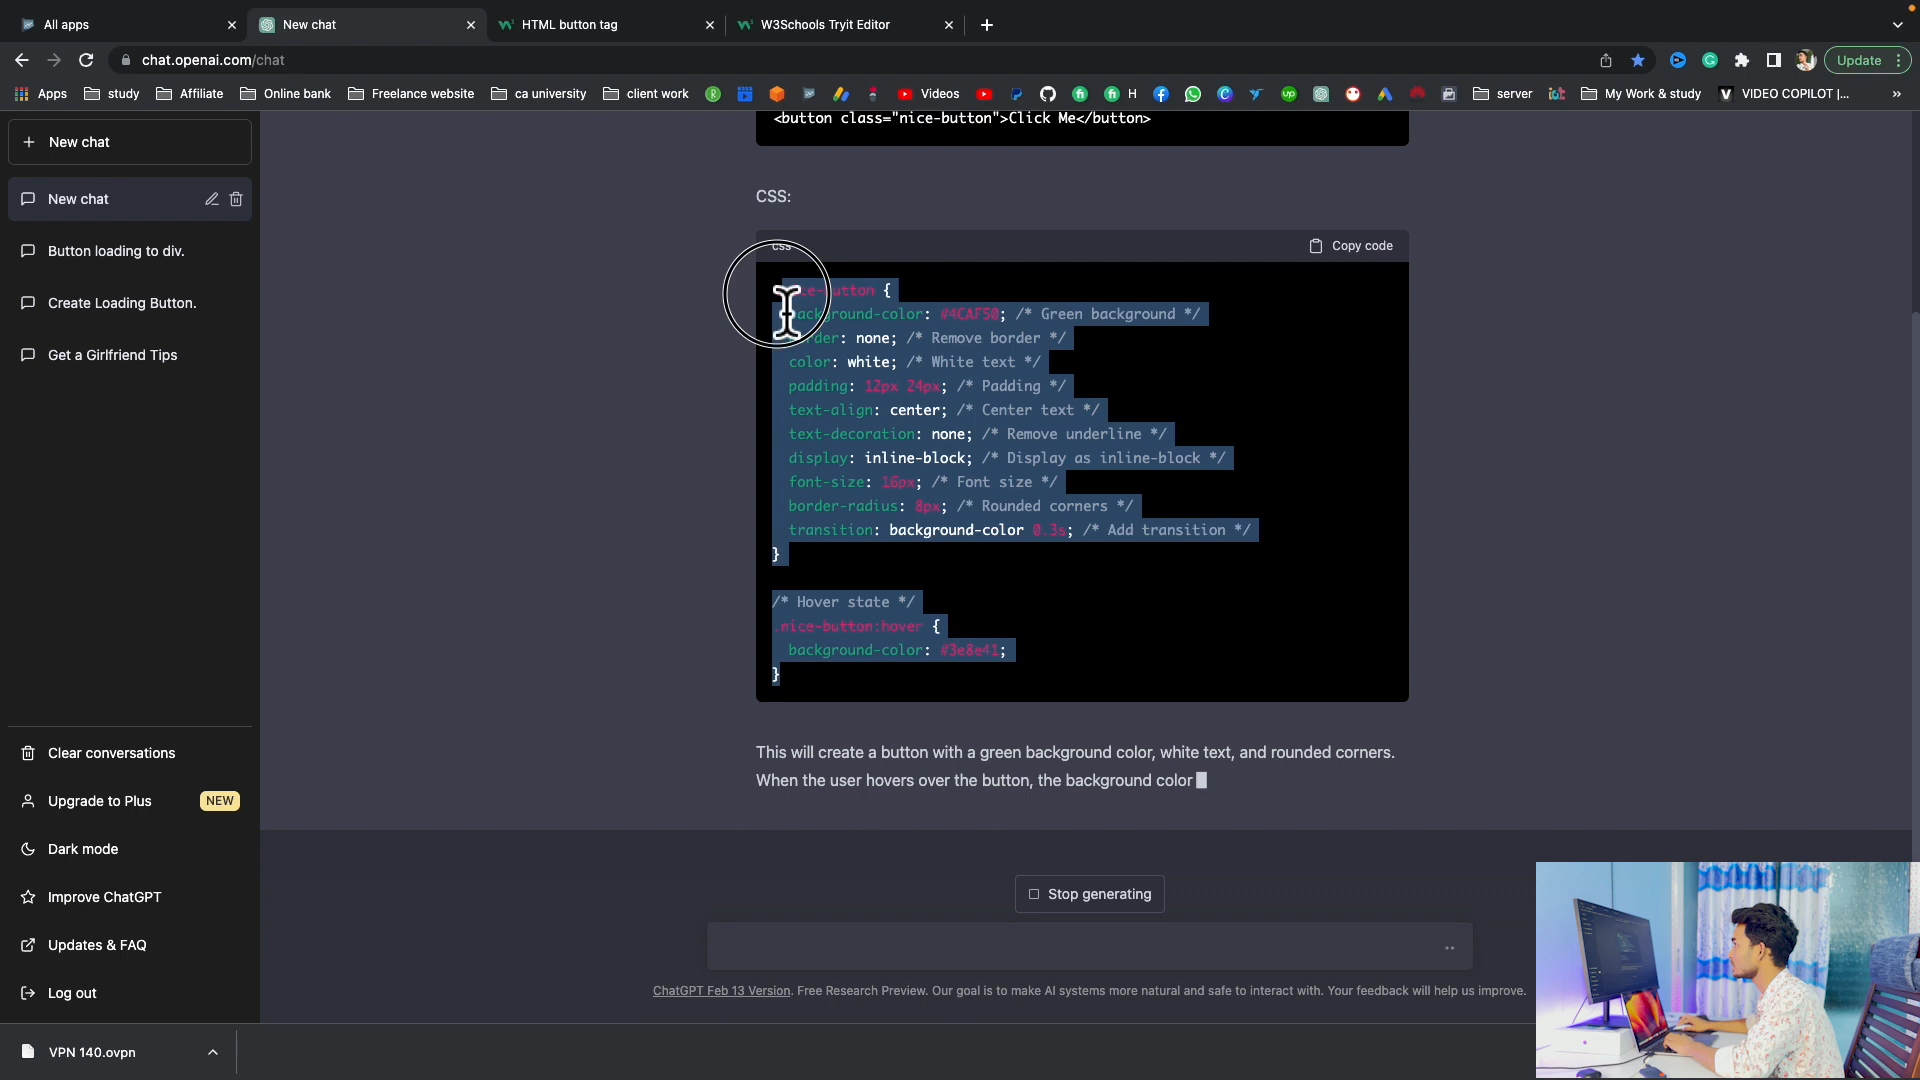 All apps
New chat
HTML button tag
W3Schools Tryit Editor
chat.openai.com/chat
Update
Apps
study
Affiliate
Online bank
Freelance website
ca university
client work
Videos
H
server
My Work & study
VIDEO COPILOT |...
»
New chat
New chat
Button loading to div.
Create Loading Button.
Get a Girlfriend Tips
Clear conversations
Upgrade to Plus
NEW
Dark mode
Improve ChatGPT
Updates & FAQ
Log out
<button class="nice-button">Click Me</button>
CSS:
css
Copy code
{
background-color: #4CAF50; /* Green background */
none; /* Remove border */
color: white; /* White text */
padding: 12px 24px; /* Padding */
text-align: center; /* Center text */
text-decoration: none; /* Remove underline */
display: inline-block; /* Display as inline-block */
font-size: 16px; /* Font size */
border-radius: 8px; /* Rounded corners */
transition: background-color 0.3s; /* Add transition */
}
/* Hover state */
.nice-button:hover {
background-color: #3e8e41;
}
This will create a button with a green background color, white text, and rounded corners.
When the user hovers over the button, the background color
Stop generating
ChatGPT Feb 13 Version. Free Research Preview. Our goal is to make AI systems more natural and safe to interact with. Your feedback will help us improve.
VPN 140.ovpn